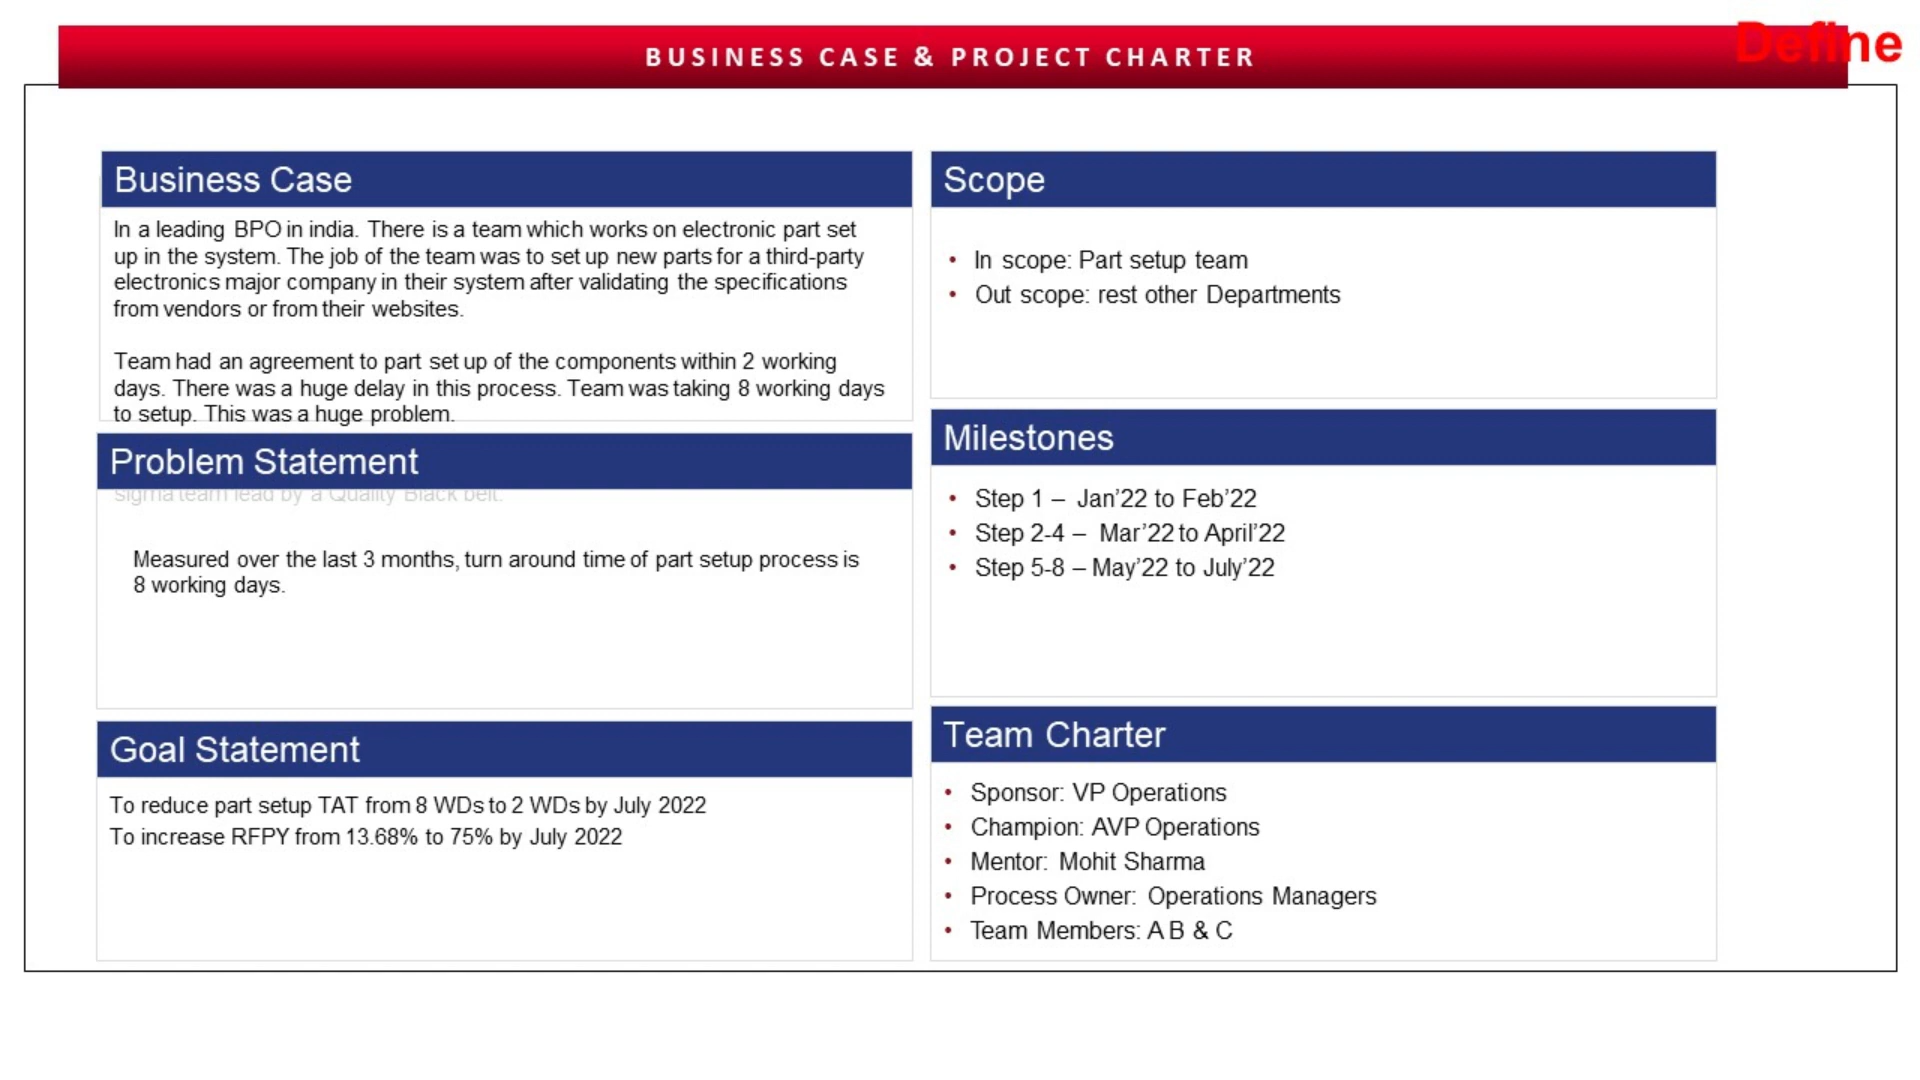 BUSINESS CASE & PROJECT CHARTER
Define
Business Case
In a leading BPO in india. There is a team which works on electronic part set
up in the system. The job of the team was to set up new parts for a third-party
electronics major company in their system after validating the specifications
from vendors or from their websites.
Team had an agreement to part set up of the components within 2 working
days. There was a huge delay in this process. Team was taking 8 working days
to setup. This was a huge problem.
Problem Statement
sigma team lead by a Quality Black belt.
Measured over the last 3 months, turn around time of part setup process is
8 working days.
Goal Statement
To reduce part setup TAT from 8 WDs to 2 WDs by July 2022
To increase RFPY from 13.68% to 75% by July 2022
Scope
• In scope: Part setup team
• Out scope: rest other Departments
Milestones
• Step 1 – Jan’22 to Feb’22
• Step 2-4 – Mar’22 to April’22
• Step 5-8 – May’22 to July’22
Team Charter
• Sponsor: VP Operations
• Champion: AVP Operations
• Mentor: Mohit Sharma
• Process Owner: Operations Managers
• Team Members: A B & C